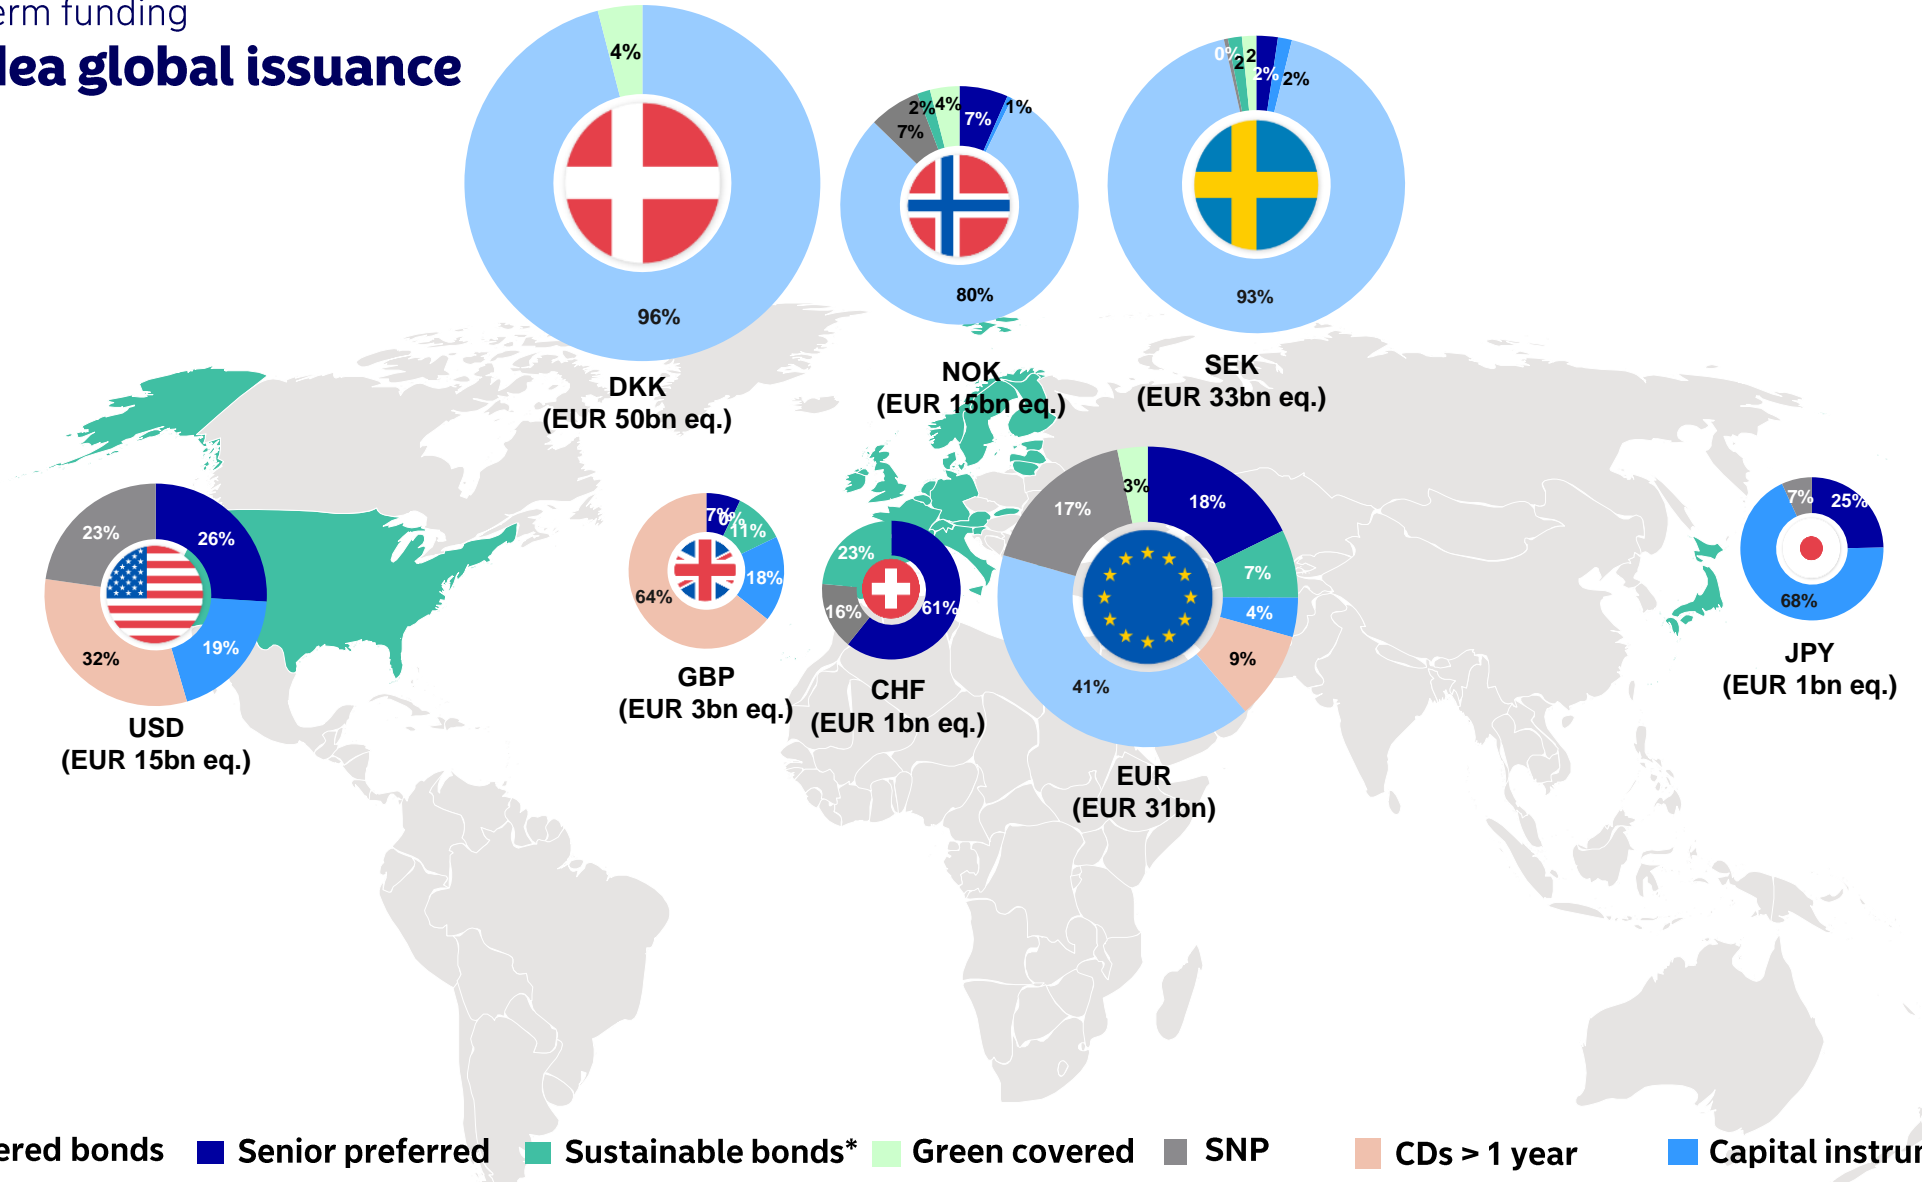 erm funding
dea global issuance
4%
96%
DKK
(EUR 50bn eq.)
2%
4%
7%
7%
1%
80%
NOK
(EUR 15bn eq.)
0%
2
2
2%
2%
93%
SEK
(EUR 33bn eq.)
23%
26%
32%
19%
USD
(EUR 15bn eq.)
7%
0%
11%
18%
64%
GBP
(EUR 3bn eq.)
23%
16%
61%
CHF
(EUR 1bn eq.)
3%
17%
18%
7%
4%
9%
41%
EUR
(EUR 31bn)
7%
25%
68%
JPY
(EUR 1bn eq.)
ered bonds
Senior preferred
Sustainable bonds*
Green covered
SNP
CDs > 1 year
Capital instrur